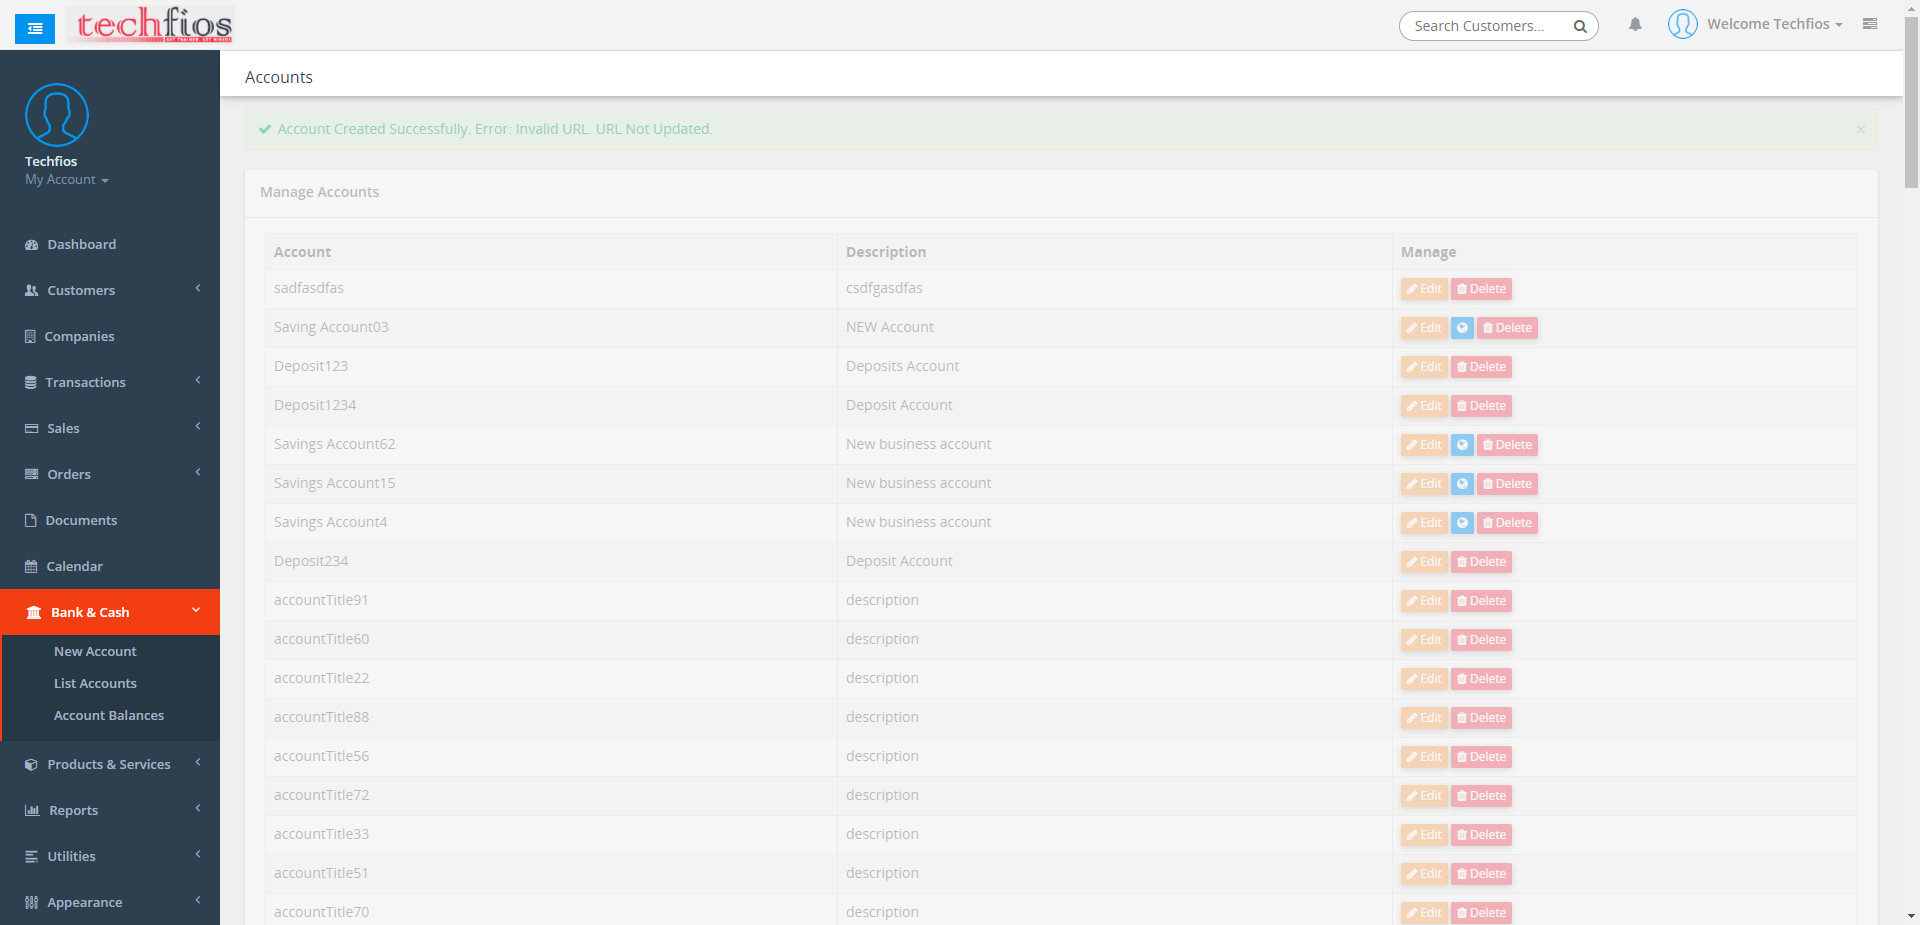 techfios
GET TRAINED. GET HIRED!
Search Customers...
Welcome Techfios
Accounts
Techfios
My Account
Dashboard
Customers
Companies
Transactions
Sales
Orders
Documents
Calendar
Bank & Cash
New Account
List Accounts
Account Balances
Products & Services
Reports
Utilities
Appearance
Account Created Successfully. Error: Invalid URL. URL Not Updated. ×
Manage Accounts
Account Description Manage
sadfasdfas csdfgasdfas Edit Delete
Saving Account03 NEW Account Edit Delete
Deposit123 Deposits Account Edit Delete
Deposit1234 Deposit Account Edit Delete
Savings Account62 New business account Edit Delete
Savings Account15 New business account Edit Delete
Savings Account4 New business account Edit Delete
Deposit234 Deposit Account Edit Delete
accountTitle91 description Edit Delete
accountTitle60 description Edit Delete
accountTitle22 description Edit Delete
accountTitle88 description Edit Delete
accountTitle56 description Edit Delete
accountTitle72 description Edit Delete
accountTitle33 description Edit Delete
accountTitle51 description Edit Delete
accountTitle70 description Edit Delete